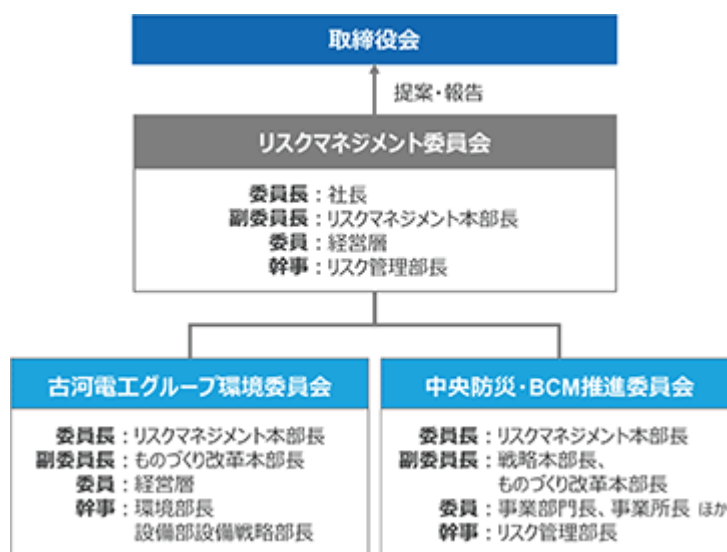 取締役会
提案・報告
リスクマネジメント委員会
委員長：社長
副委員長：リスクマネジメント本部長
委員：経営層
幹事：リスク管理部長
古河電工グループ環境委員会
委員長：リスクマネジメント本部長
副委員長：ものづくり改革本部長
委員：経営層
幹事：環境部長
設備部設備戦略部長
中央防災・BCM推進委員会
委員長：リスクマネジメント本部長
副委員長：戦略本部長、
ものづくり改革本部長
委員：事業部門長、事業所長 ほか
幹事：リスク管理部長